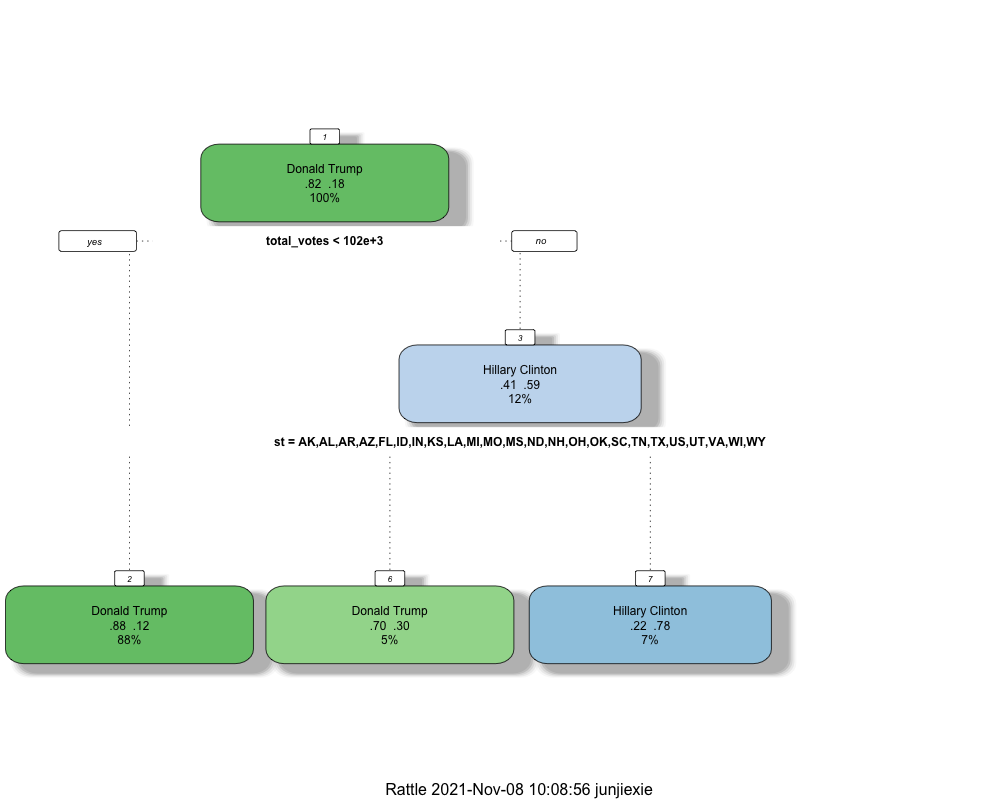 1
Donald Trump
.82 .18
100%
yes
total_votes < 102e+3
no
3
Hillary Clinton
.41 .59
12%
st = AK,AL,AR,AZ,FL,ID,IN,KS,LA,MI,MO,MS,ND,NH,OH,OK,SC,TN,TX,US,UT,VA,WI,WY
2
Donald Trump
.88 .12
88%
6
Donald Trump
.70 .30
5%
7
Hillary Clinton
.22 .78
7%
Rattle 2021-Nov-08 10:08:56 junjiexie